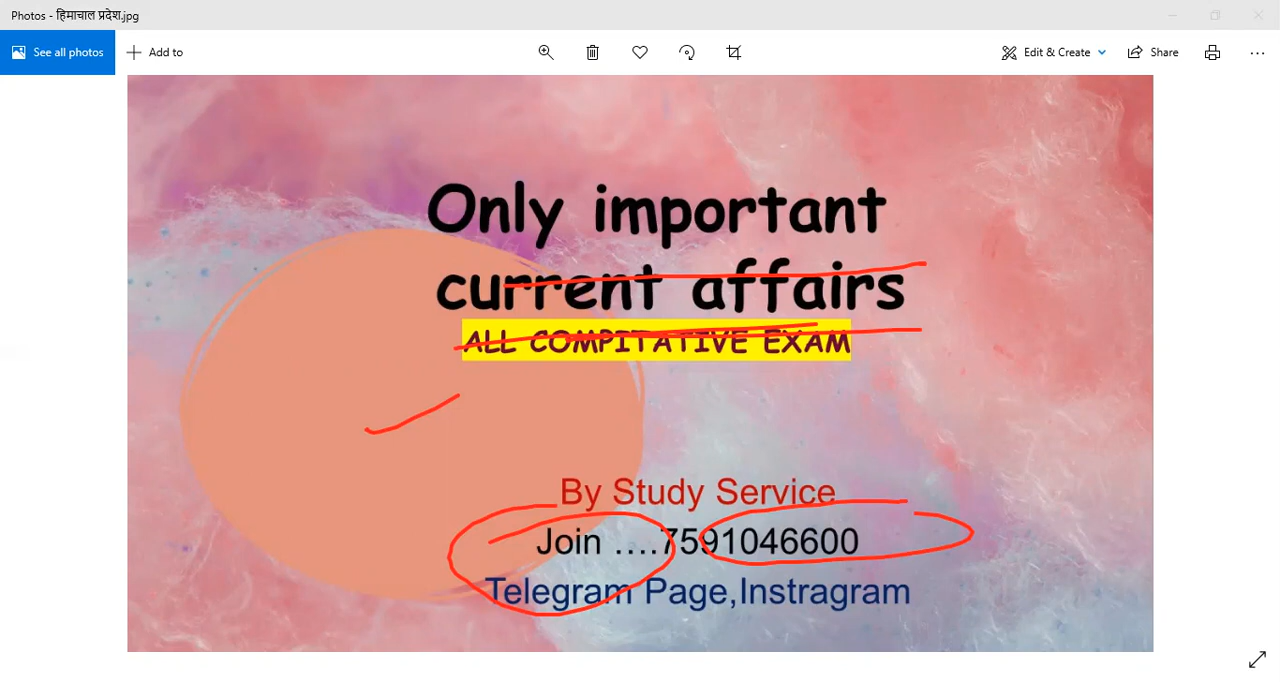 Photos - हिमाचाल प्रदेश.jpg
See all photos
Add to
Edit & Create
Share
Only important
current affairs
ALL COMPITATIVE EXAM
By Study Service
Join ....7591046600
Telegram Page,Instragram